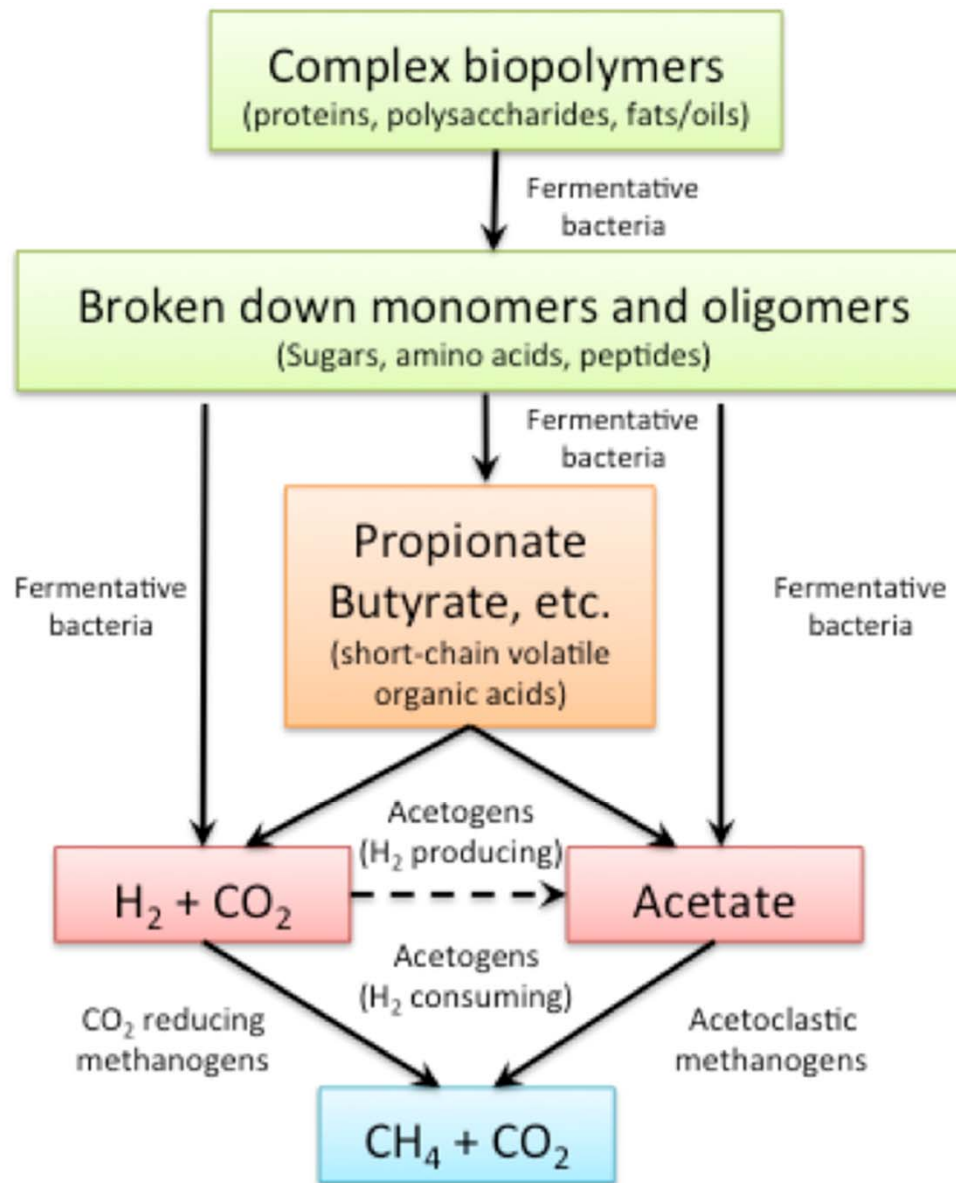 Complex biopolymers
(proteins, polysaccharides, fats/oils)
Fermentative
bacteria
Broken down monomers and oligomers
(Sugars, amino acids, peptides)
Fermentative
bacteria
Propionate
Butyrate, etc.
(short-chain volatile
organic acids)
Fermentative
bacteria
Fermentative
bacteria
Acetogens
(H₂ producing)
H₂ + CO₂
Acetate
Acetogens
(H₂ consuming)
CO₂ reducing
methanogens
Acetoclastic
methanogens
CH₄ + CO₂